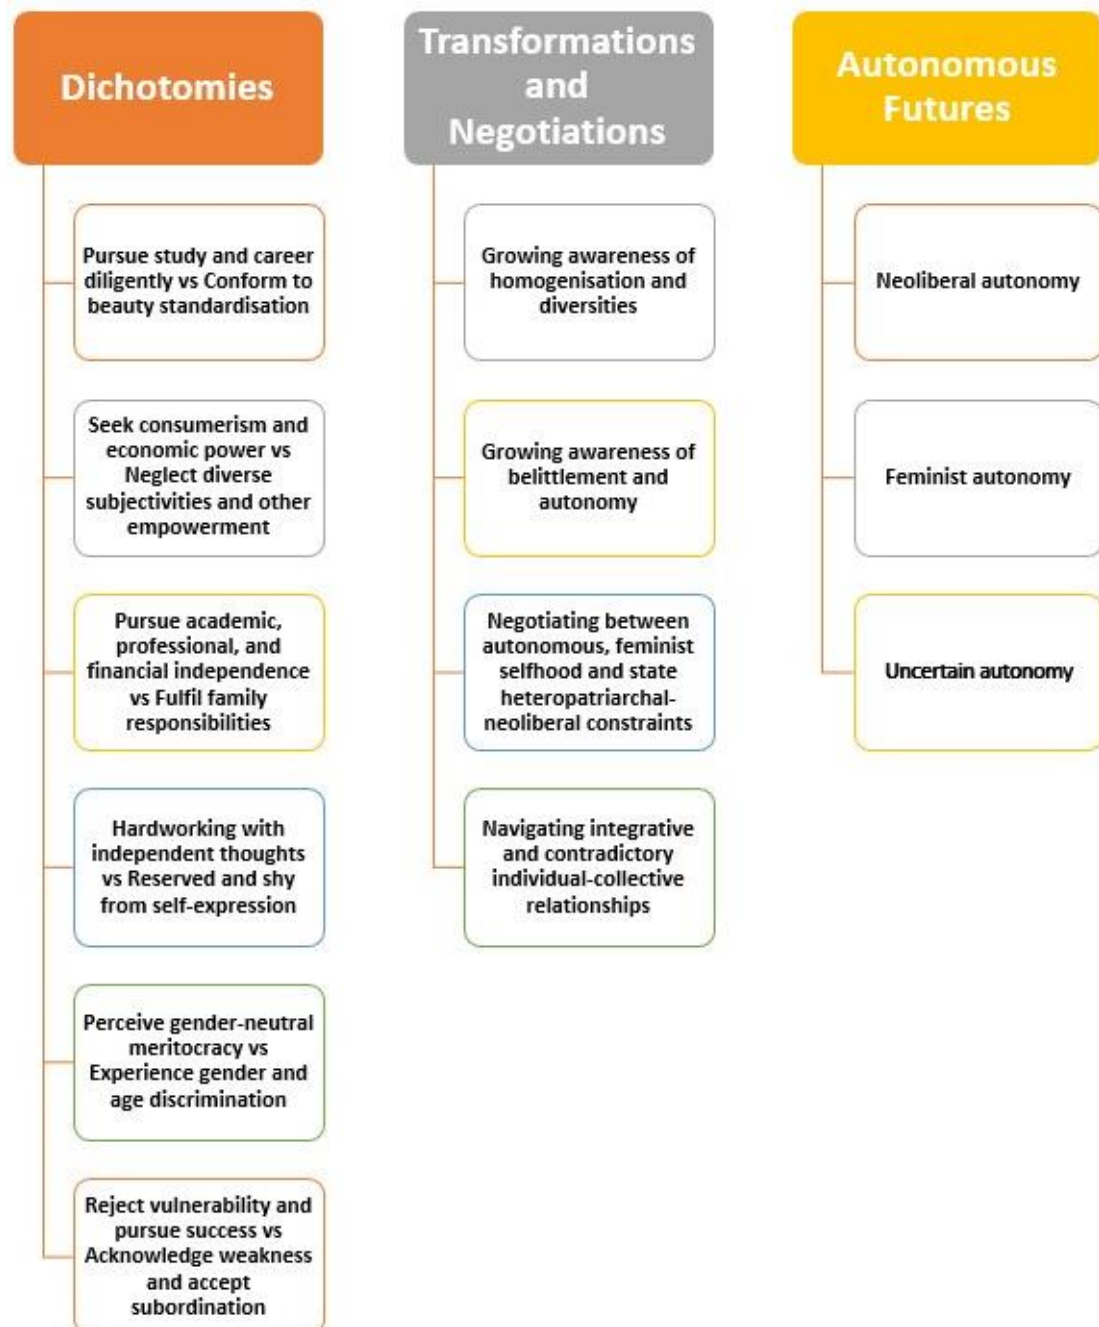 Dichotomies
Pursue study and career
diligently vs Conform to
beauty standardisation
Seek consumerism and
economic power vs
Neglect diverse
subjectivities and other
empowerment
Pursue academic,
professional, and
financial independence
vs Fulfil family
responsibilities
Hardworking with
independent thoughts
vs Reserved and shy
from self-expression
Perceive gender-neutral
meritocracy vs
Experience gender and
age discrimination
Reject vulnerability and
pursue success vs
Acknowledge weakness
and accept
subordination
Transformations
and
Negotiations
Growing awareness of
homogenisation and
diversities
Growing awareness of
belittlement and
autonomy
Negotiating between
autonomous, feminist
selfhood and state
heteropatriarchal-
neoliberal constraints
Navigating integrative
and contradictory
individual-collective
relationships
Autonomous
Futures
Neoliberal autonomy
Feminist autonomy
Uncertain autonomy